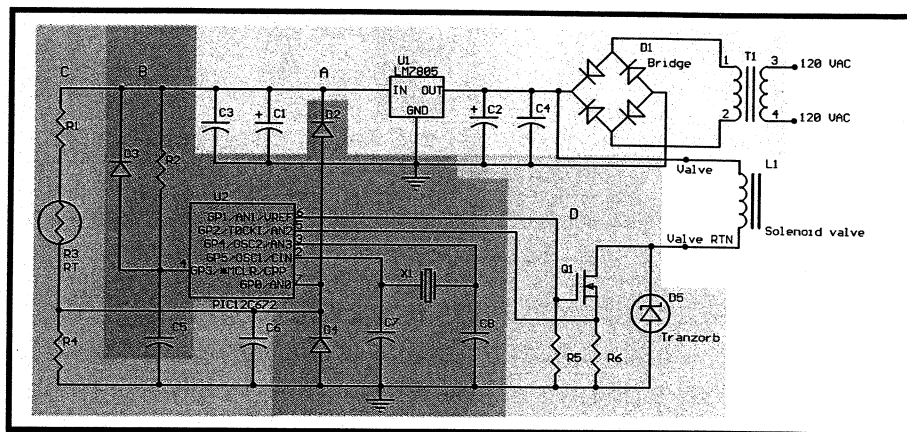 D1
Bridge
1
T1
3
120 VAC
2
4
120 VAC
C
B
A
U1
LM7805
IN OUT
GND
R1
C3
+
C1
D2
+
C2
C4
D3
R2
Valve
L1
Solenoid valve
U2
GP1/AN1/VREF
6
GP2/T0CKI/AN2
5
GP4/OSC2/AN3
3
GP5/OSC1/CIN
2
4
GP3/*MCLR/CPP
GP0/AN0
7
PIC12C672
D
Valve RTN
R3
RT
X1
Q1
D5
Tranzorb
R4
C5
C6
D4
C7
C8
R5
R6